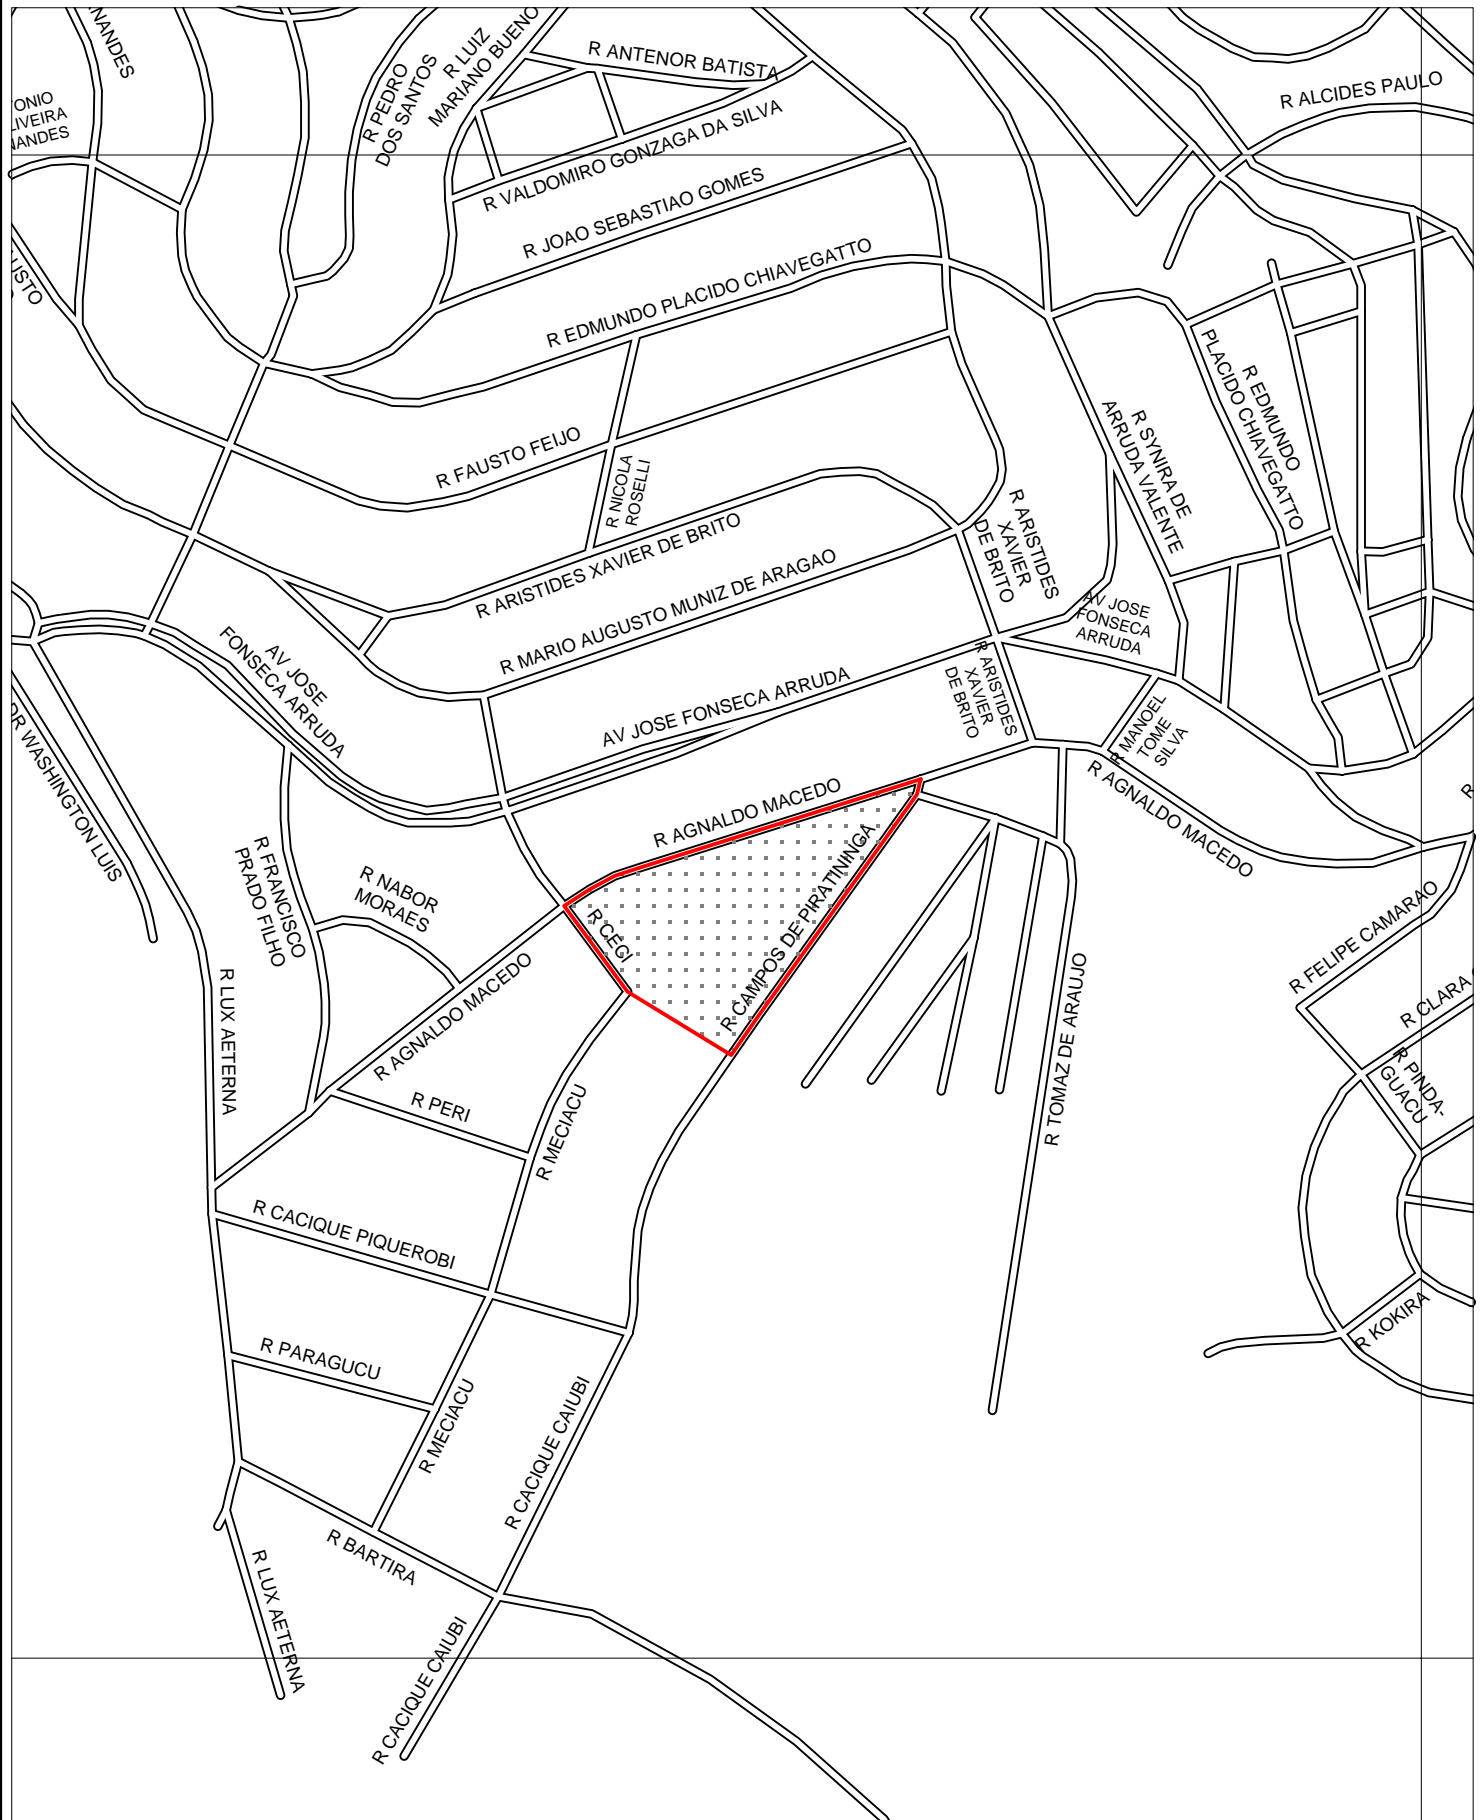 NANDES
R PEDRO
DOS SANTOS
R LUIZ
MARIANO BUENO
R ANTENOR BATISTA
R ALCIDES PAULO
ONIO
LIVEIRA
NANDES
R VALDOMIRO GONZAGA DA SILVA
R JOAO SEBASTIAO GOMES
USTO
R EDMUNDO PLACIDO CHIAVEGATTO
R EDMUNDO
PLACIDO CHIAVEGATTO
R SYNIRA DE
ARRUDA VALENTE
R FAUSTO FEIJO
R NICOLA
ROSELLI
R ARISTIDES XAVIER DE BRITO
R ARISTIDES
XAVIER
DE BRITO
R MARIO AUGUSTO MUNIZ DE ARAGAO
AV JOSE
FONSECA
ARRUDA
AV JOSE
FONSECA ARRUDA
AV JOSE FONSECA ARRUDA
R ARISTIDES
XAVIER
DE BRITO
R MANOEL
TOME
SILVA
DR WASHINGTON LUIS
R AGNALDO MACEDO
R AGNALDO MACEDO
R
R FRANCISCO
PRADO FILHO
R NABOR
MORAES
R CECI
R CAMPOS DE PIRATININGA
R FELIPE CAMARAO
R CLARA
R LUX AETERNA
R AGNALDO MACEDO
R TOMAZ DE ARAUJO
R PINDA-
GUACU
R PERI
R MECIACU
R CACIQUE PIQUEROBI
R KOKIRA
R PARAGUCU
R MECIACU
R CACIQUE CAIUBI
R BARTIRA
R LUX AETERNA
R CACIQUE CAIUBI